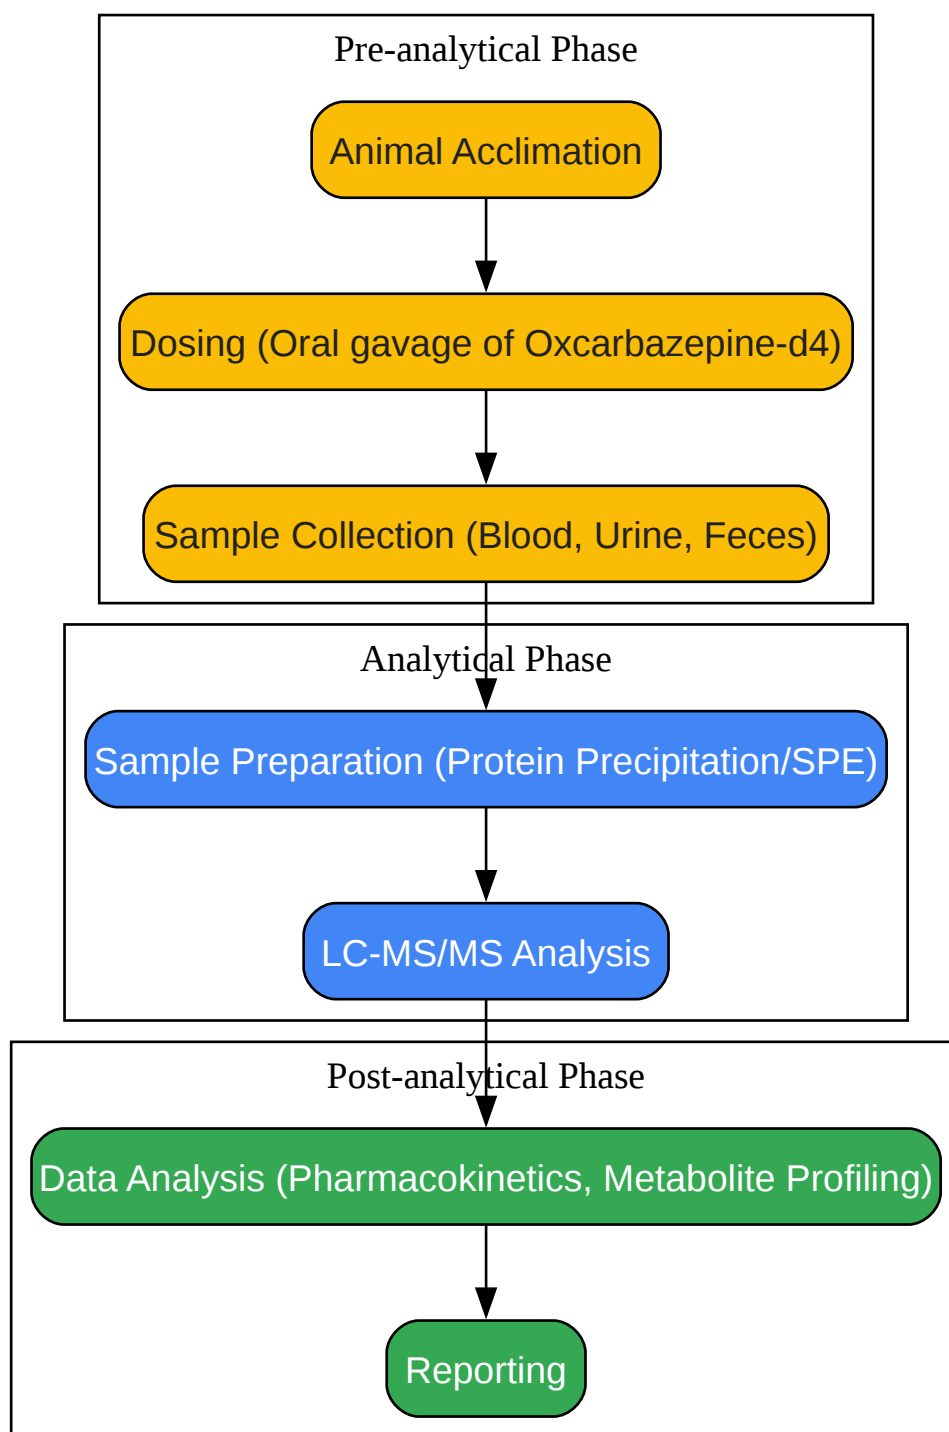 Pre-analytical Phase
Animal Acclimation
Dosing (Oral gavage of Oxcarbazepine-d4)
Sample Collection (Blood, Urine, Feces)
Analytical Phase
Sample Preparation (Protein Precipitation/SPE)
LC-MS/MS Analysis
Post-analytical Phase
Data Analysis (Pharmacokinetics, Metabolite Profiling)
Reporting